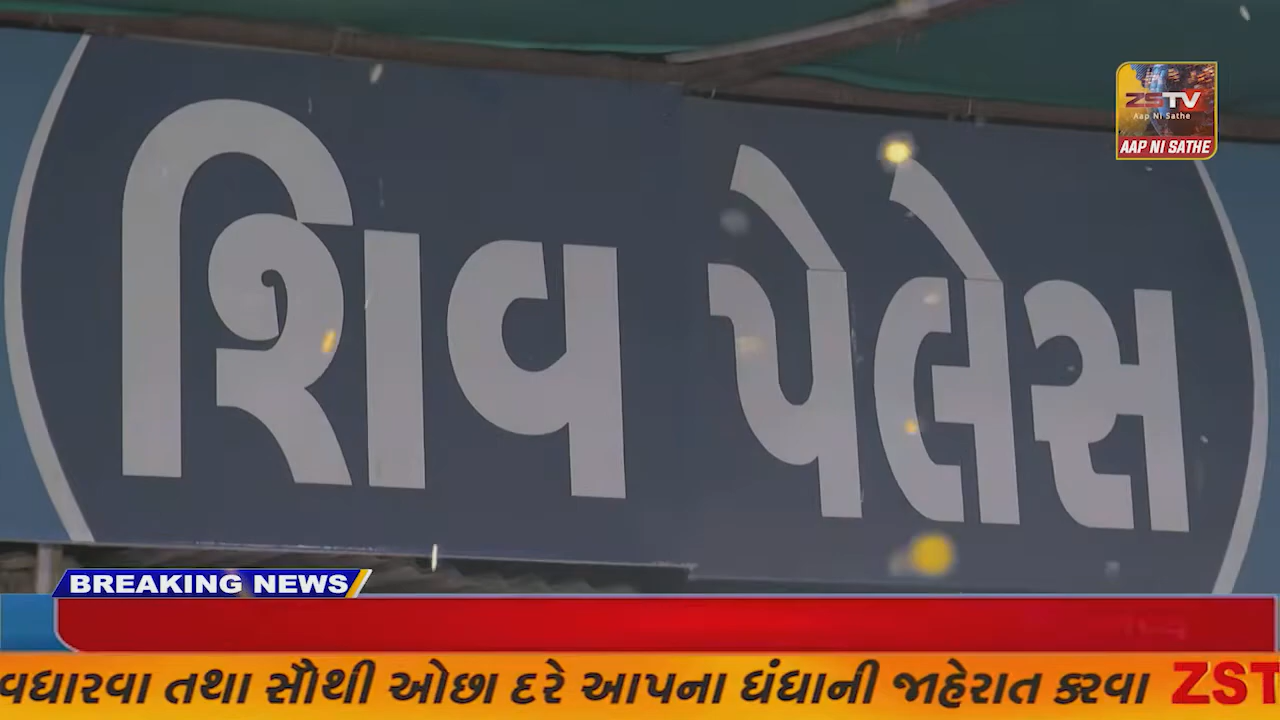 શિવ પેલેસ
ZSTV
Aap Ni Sathe
AAP NI SATHE
BREAKING NEWS
વધારવા તથા સૌથી ઓછા દરે આપના ધંધાની જાહેરાત કરવા ZST